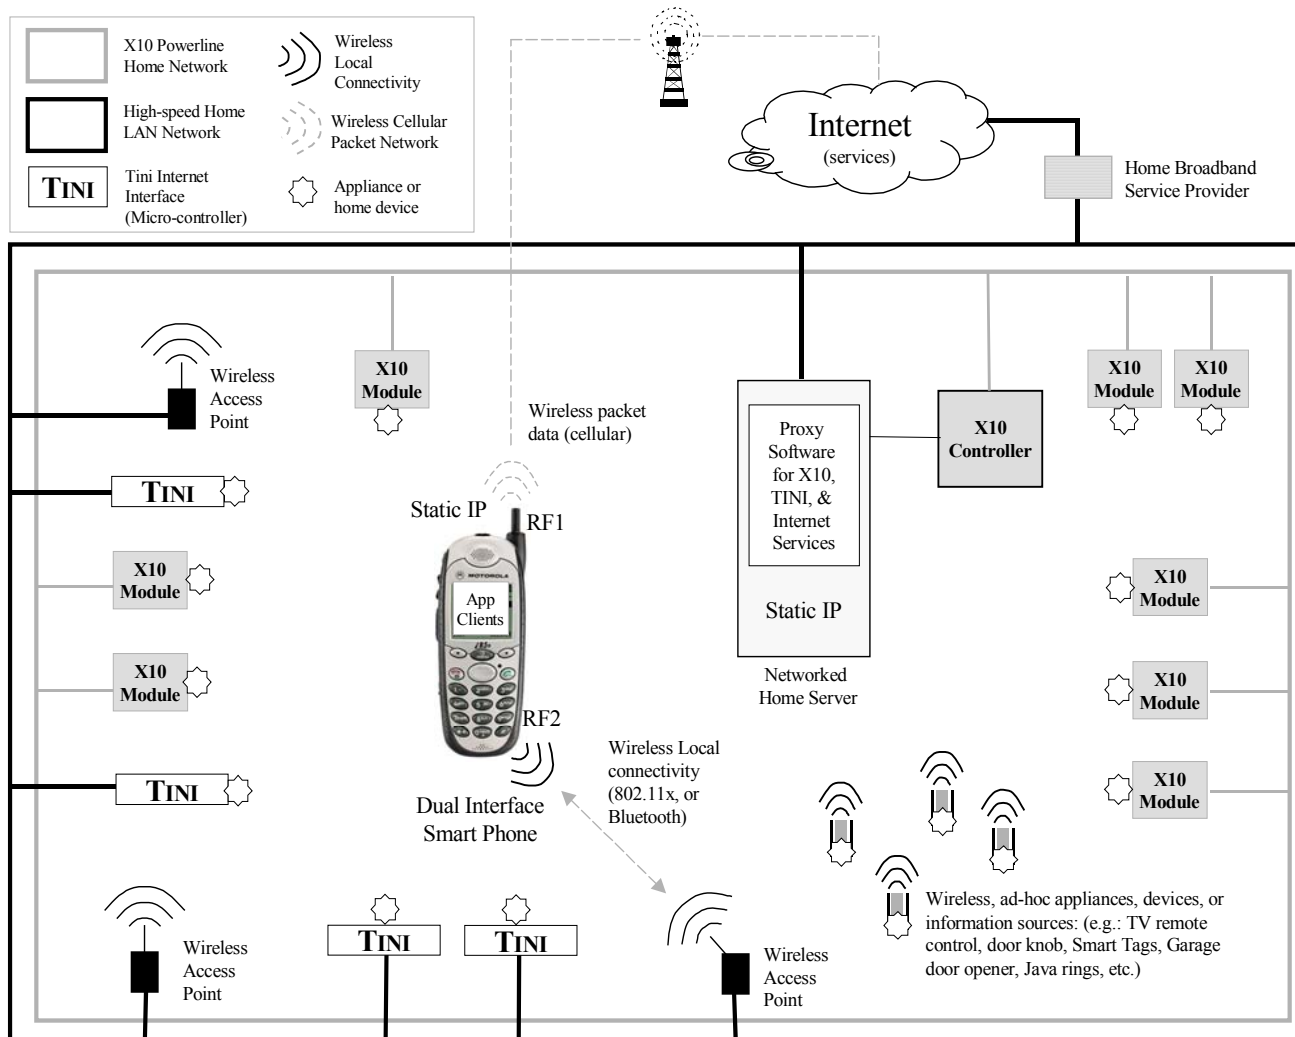 X10 Powerline
Home Network
High-speed Home
LAN Network
TINI
Tini Internet
Interface
(Micro-controller)
Wireless
Local
Connectivity
Wireless Cellular
Packet Network
Appliance or
home device
Internet
(services)
Home Broadband
Service Provider
Wireless
Access
Point
X10
Module
Wireless packet
data (cellular)
Proxy
Software
for X10,
TINI, &
Internet
Services
Static IP
Networked
Home Server
X10
Controller
X10
Module
X10
Module
TINI
X10
Module
X10
Module
TINI
Static IP
RF1
MOTOROLA
App
Clients
RF2
Dual Interface
Smart Phone
Wireless Local
connectivity
(802.11x, or
Bluetooth)
X10
Module
X10
Module
X10
Module
Wireless
Access
Point
TINI
TINI
Wireless
Access
Point
Wireless, ad-hoc appliances, devices, or
information sources: (e.g.: TV remote
control, door knob, Smart Tags, Garage
door opener, Java rings, etc.)